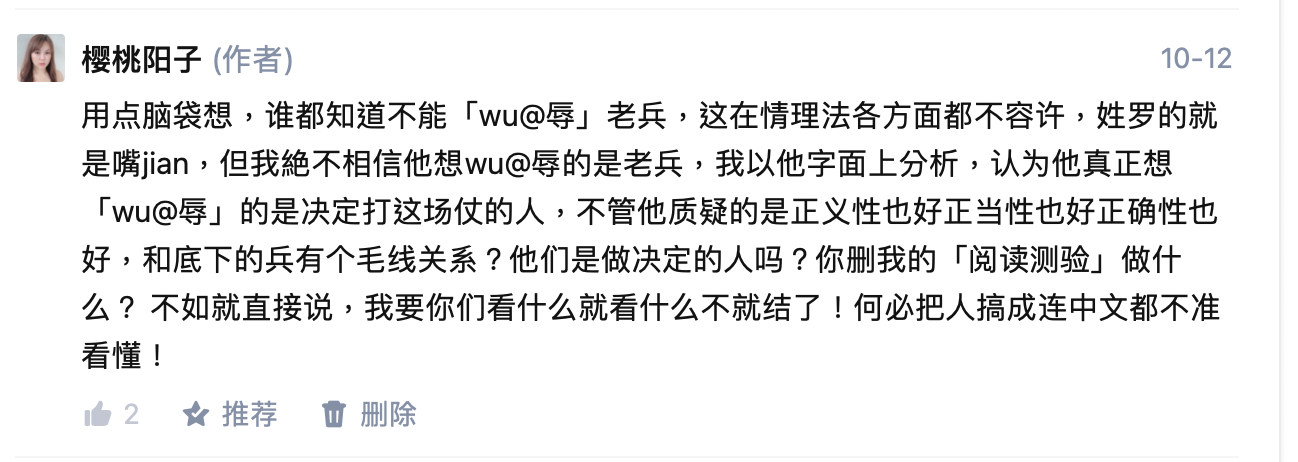 樱桃阳子 (作者) 10-12
用点脑袋想，谁都知道不能「wu@辱」老兵，这在情理法各方面都不容许，姓罗的就
是嘴jian，但我絕不相信他想wu@辱的是老兵，我以他字面上分析，认为他真正想
「wu@辱」的是决定打这场仗的人，不管他质疑的是正义性也好正当性也好正确性也
好，和底下的兵有个毛线关系？他们是做决定的人吗？你删我的「阅读测验」做什
么？ 不如就直接说，我要你们看什么就看什么不就结了！何必把人搞成连中文都不准
看懂！
2 推荐 删除